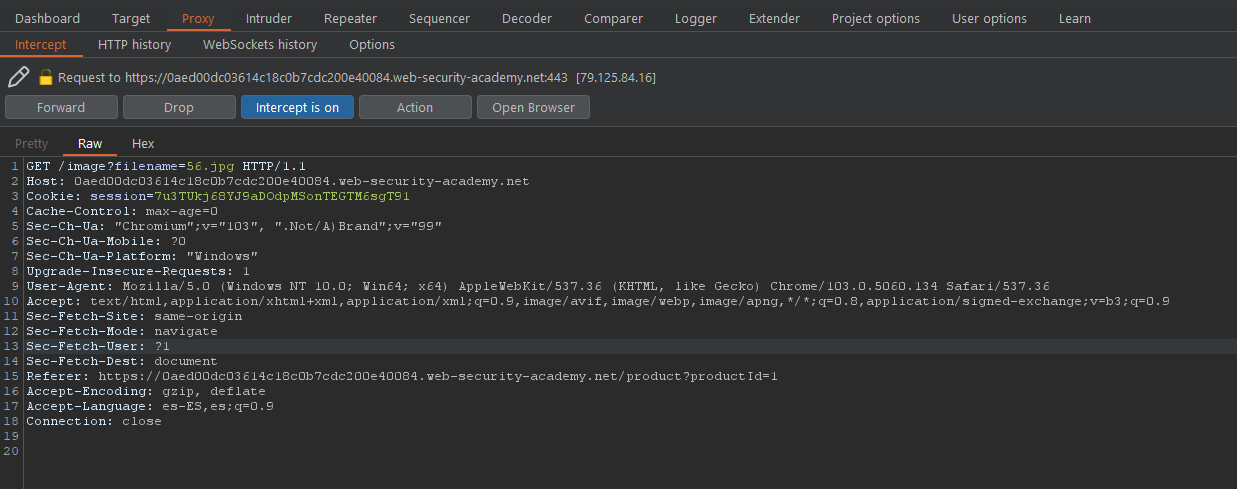 Dashboard Target Proxy Intruder Repeater Sequencer Decoder Comparer Logger Extender Project options User options Learn
Intercept HTTP history WebSockets history Options
Request to https://0aed00dc03614c18c0b7cdc200e40084.web-security-academy.net:443 [79.125.84.16]
Forward Drop Intercept is on Action Open Browser
Pretty Raw Hex
1 GET /image?filename=56.jpg HTTP/1.1
2 Host: 0aed00dc03614c18c0b7cdc200e40084.web-security-academy.net
3 Cookie: session=7u3TUkj68YJ9aDOdpMSonTEGTM6sgT91
4 Cache-Control: max-age=0
5 Sec-Ch-Ua: "Chromium";v="103", ".Not/A)Brand";v="99"
6 Sec-Ch-Ua-Mobile: ?0
7 Sec-Ch-Ua-Platform: "Windows"
8 Upgrade-Insecure-Requests: 1
9 User-Agent: Mozilla/5.0 (Windows NT 10.0; Win64; x64) AppleWebKit/537.36 (KHTML, like Gecko) Chrome/103.0.5060.134 Safari/537.36
10 Accept: text/html,application/xhtml+xml,application/xml;q=0.9,image/avif,image/webp,image/apng,*/*;q=0.8,application/signed-exchange;v=b3;q=0.9
11 Sec-Fetch-Site: same-origin
12 Sec-Fetch-Mode: navigate
13 Sec-Fetch-User: ?1
14 Sec-Fetch-Dest: document
15 Referer: https://0aed00dc03614c18c0b7cdc200e40084.web-security-academy.net/product?productId=1
16 Accept-Encoding: gzip, deflate
17 Accept-Language: es-ES,es;q=0.9
18 Connection: close
19
20